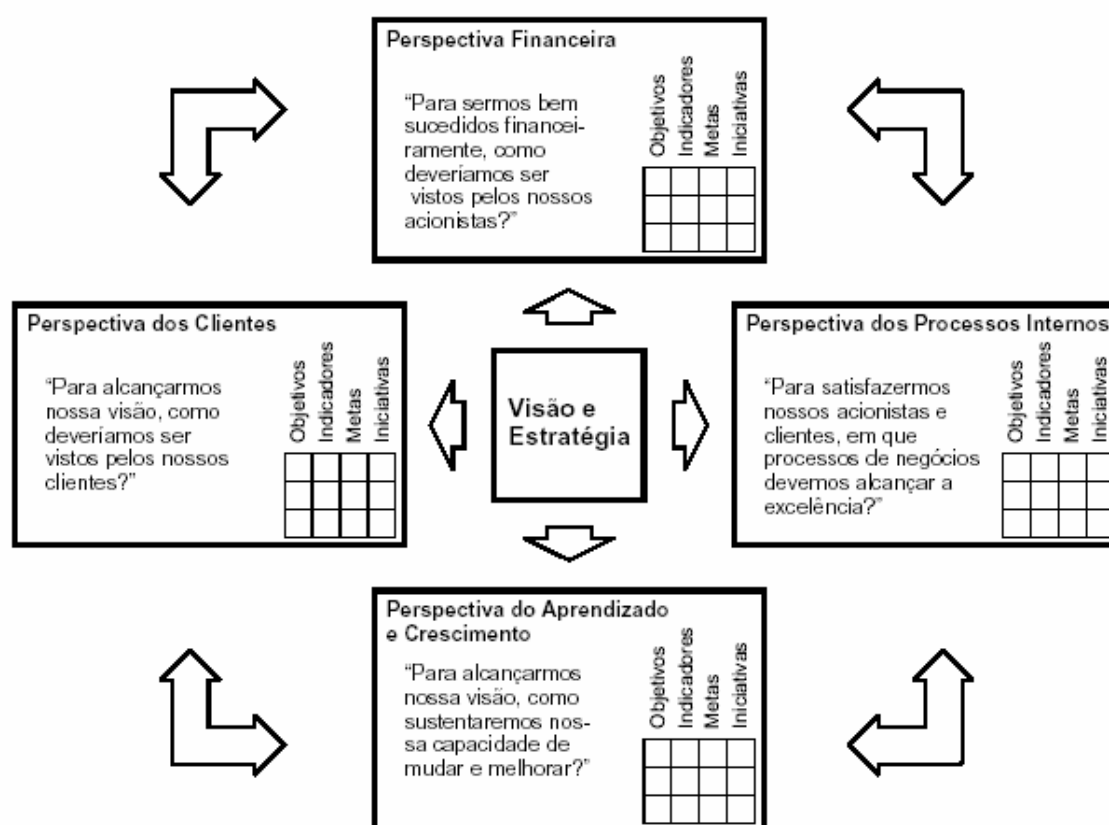 Perspectiva Financeira
“Para sermos bem
sucedidos financei-
ramente, como
deveríamos ser
vistos pelos nossos
acionistas?”
Objetivos
Indicadores
Metas
Iniciativas
Perspectiva dos Clientes
“Para alcançarmos
nossa visão, como
deveríamos ser
vistos pelos nossos
clientes?”
Objetivos
Indicadores
Metas
Iniciativas
Visão e
Estratégia
Perspectiva dos Processos Internos
“Para satisfazermos
nossos acionistas e
clientes, em que
processos de negócios
devemos alcançar a
excelência?”
Objetivos
Indicadores
Metas
Iniciativas
Perspectiva do Aprendizado
e Crescimento
“Para alcançarmos
nossa visão, como
sustentaremos nos-
sa capacidade de
mudar e melhorar?”
Objetivos
Indicadores
Metas
Iniciativas